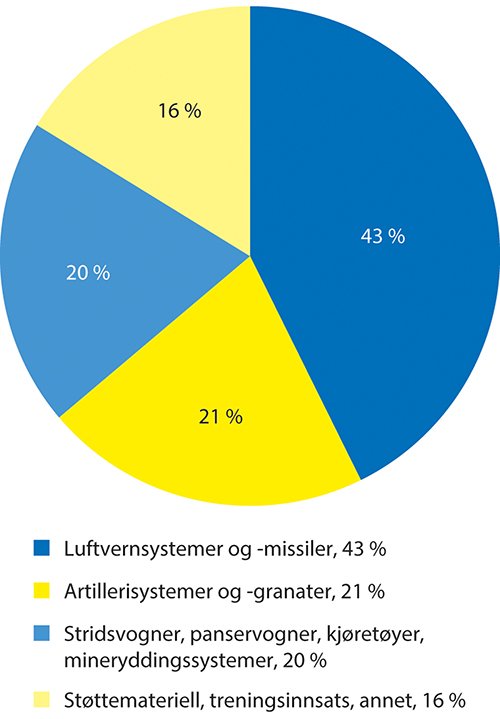 16 %
43 %
20 %
21 %
Luftvernsystemer og -missiler, 43 %
Artillerisystemer og -granater, 21 %
Stridsvogner, panservogner, kjøretøyer,
mineryddingssystemer, 20 %
Støttemateriell, treningsinnsats, annet, 16 %